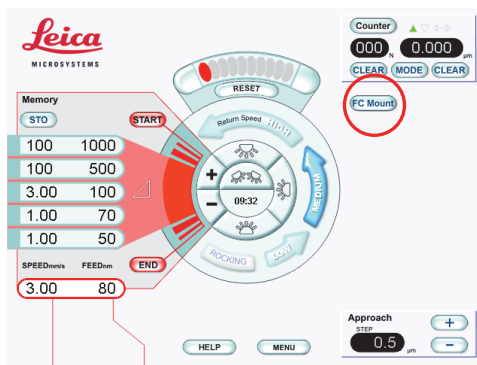 Leica
MICROSYSTEMS
Counter
000 N 0.000 µm
CLEAR MODE CLEAR
FC Mount
RESET
Return Speed HIGH
MEDIUM
LOW
ROCKING
+
09:32
−
Memory
STO
START
100 1000
100 500
3.00 100
1.00 70
1.00 50
SPEEDmm/s FEEDnm
END
3.00 80
HELP MENU
Approach
STEP
0.5 µm
+
−